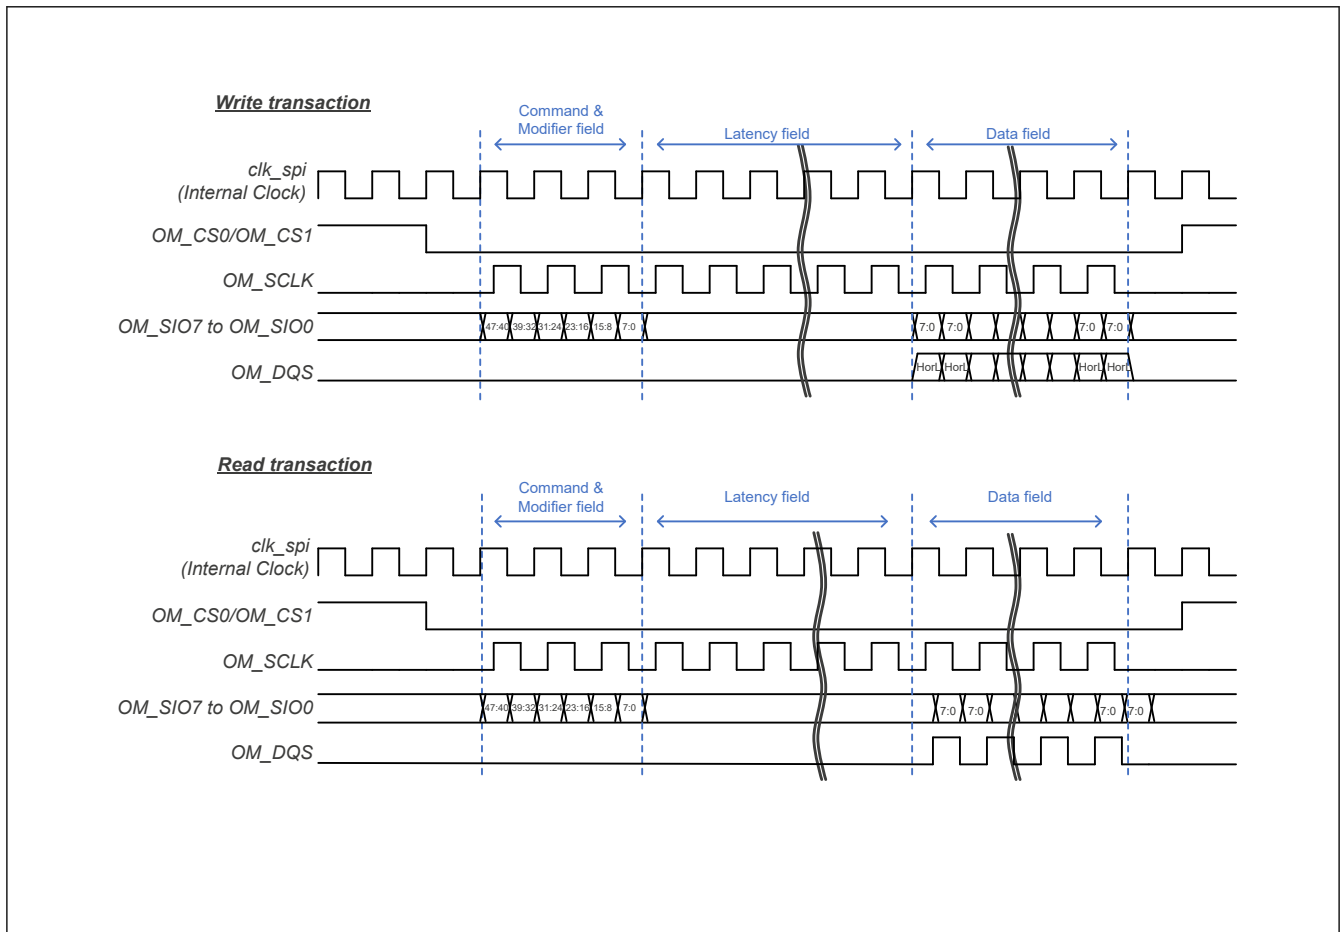 Write transaction
Command &
Modifier field
Latency field
Data field
clk_spi
(Internal Clock)
OM_CS0/OM_CS1
OM_SCLK
OM_SIO7 to OM_SIO0
47:40 39:32 31:24 23:16 15:8 7:0 7:0 7:0 7:0 7:0
OM_DQS
HorL HorL HorL HorL
Read transaction
Command &
Modifier field
Latency field
Data field
clk_spi
(Internal Clock)
OM_CS0/OM_CS1
OM_SCLK
OM_SIO7 to OM_SIO0
47:40 39:32 31:24 23:16 15:8 7:0 7:0 7:0 7:0 7:0
OM_DQS